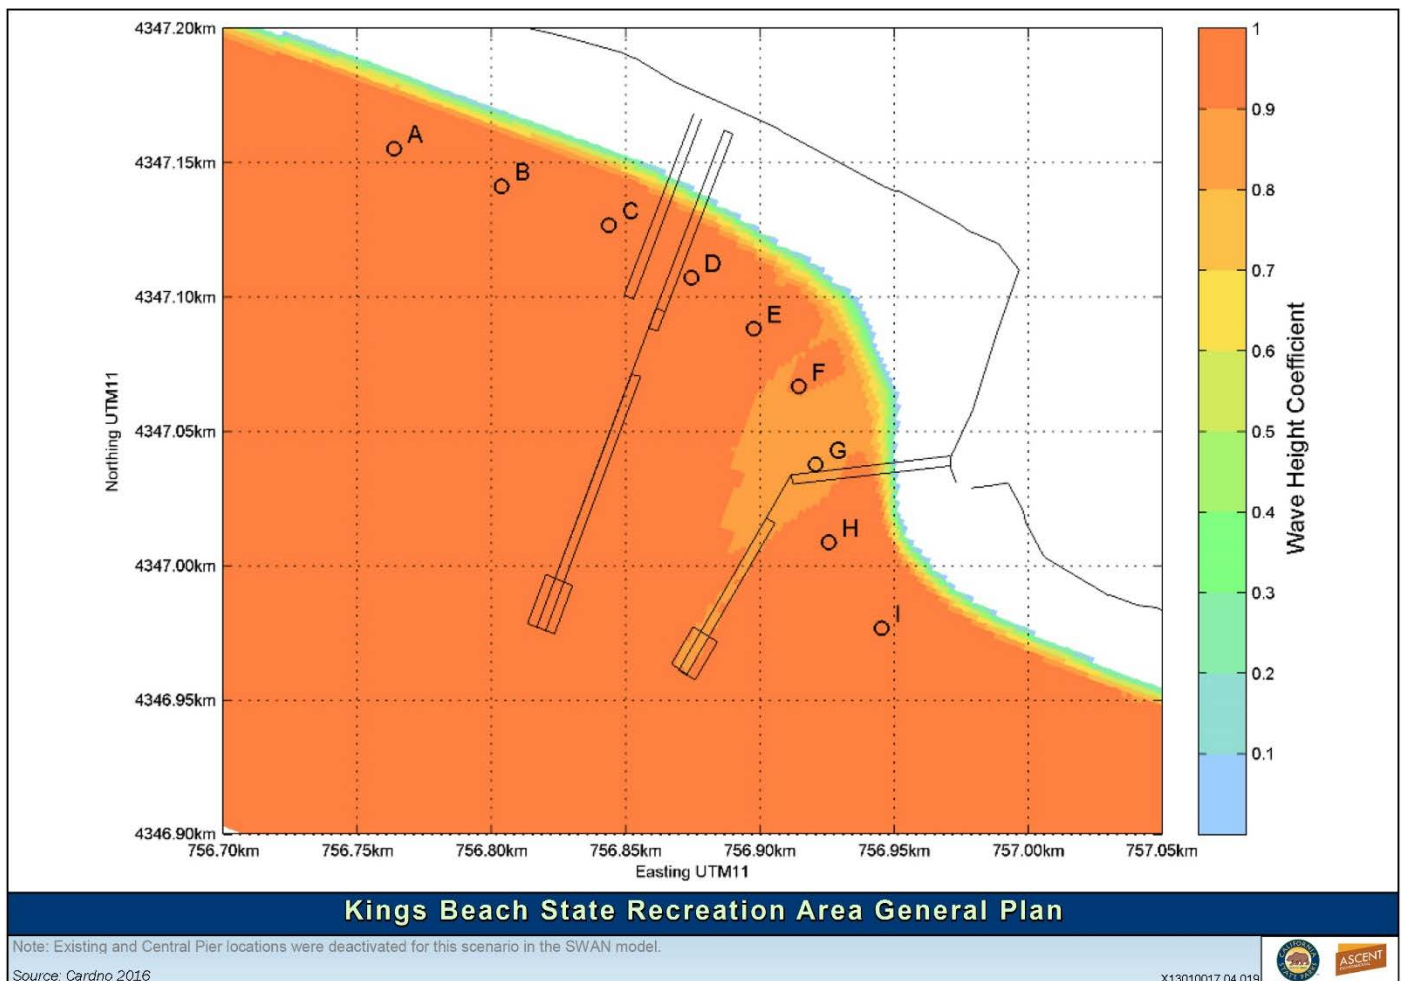 4347.20km
4347.15km
4347.10km
4347.05km
4347.00km
4346.95km
4346.90km
Northing UTM11
756.70km 756.75km 756.80km 756.85km 756.90km 756.95km 757.00km 757.05km
Easting UTM11
A
B
C
D
E
F
G
H
I
1
0.9
0.8
0.7
0.6
0.5
0.4
0.3
0.2
0.1
Wave Height Coefficient
Kings Beach State Recreation Area General Plan
Note: Existing and Central Pier locations were deactivated for this scenario in the SWAN model.
Source: Cardno 2016
X13010017 04 019
CALIFORNIA
STATE PARKS
ASCENT